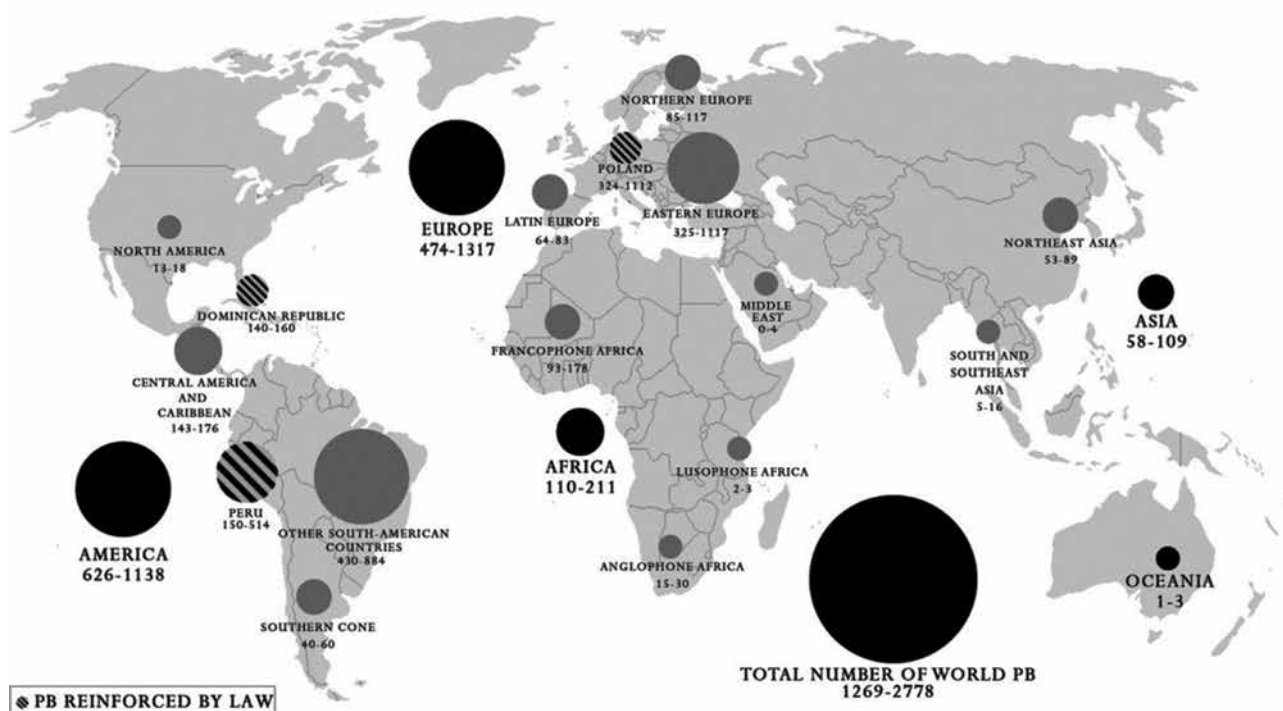 NORTHERN EUROPE
85-117
POLAND
324-1112
EUROPE
474-1317
LATIN EUROPE
64-83
EASTERN EUROPE
325-1117
NORTH AMERICA
13-18
NORTHEAST ASIA
53-89
DOMINICAN REPUBLIC
140-160
MIDDLE
EAST
0-4
ASIA
58-109
FRANCOPHONE AFRICA
93-178
SOUTH AND
SOUTHEAST
ASIA
5-16
CENTRAL AMERICA
AND
CARIBBEAN
143-176
AFRICA
110-211
LUSOPHONE AFRICA
2-3
PERU
150-514
OTHER SOUTH-AMERICAN
COUNTRIES
430-884
AMERICA
626-1138
ANGLOPHONE AFRICA
15-30
OCEANIA
1-3
SOUTHERN CONE
40-60
TOTAL NUMBER OF WORLD PB
1269-2778
PB REINFORCED BY LAW